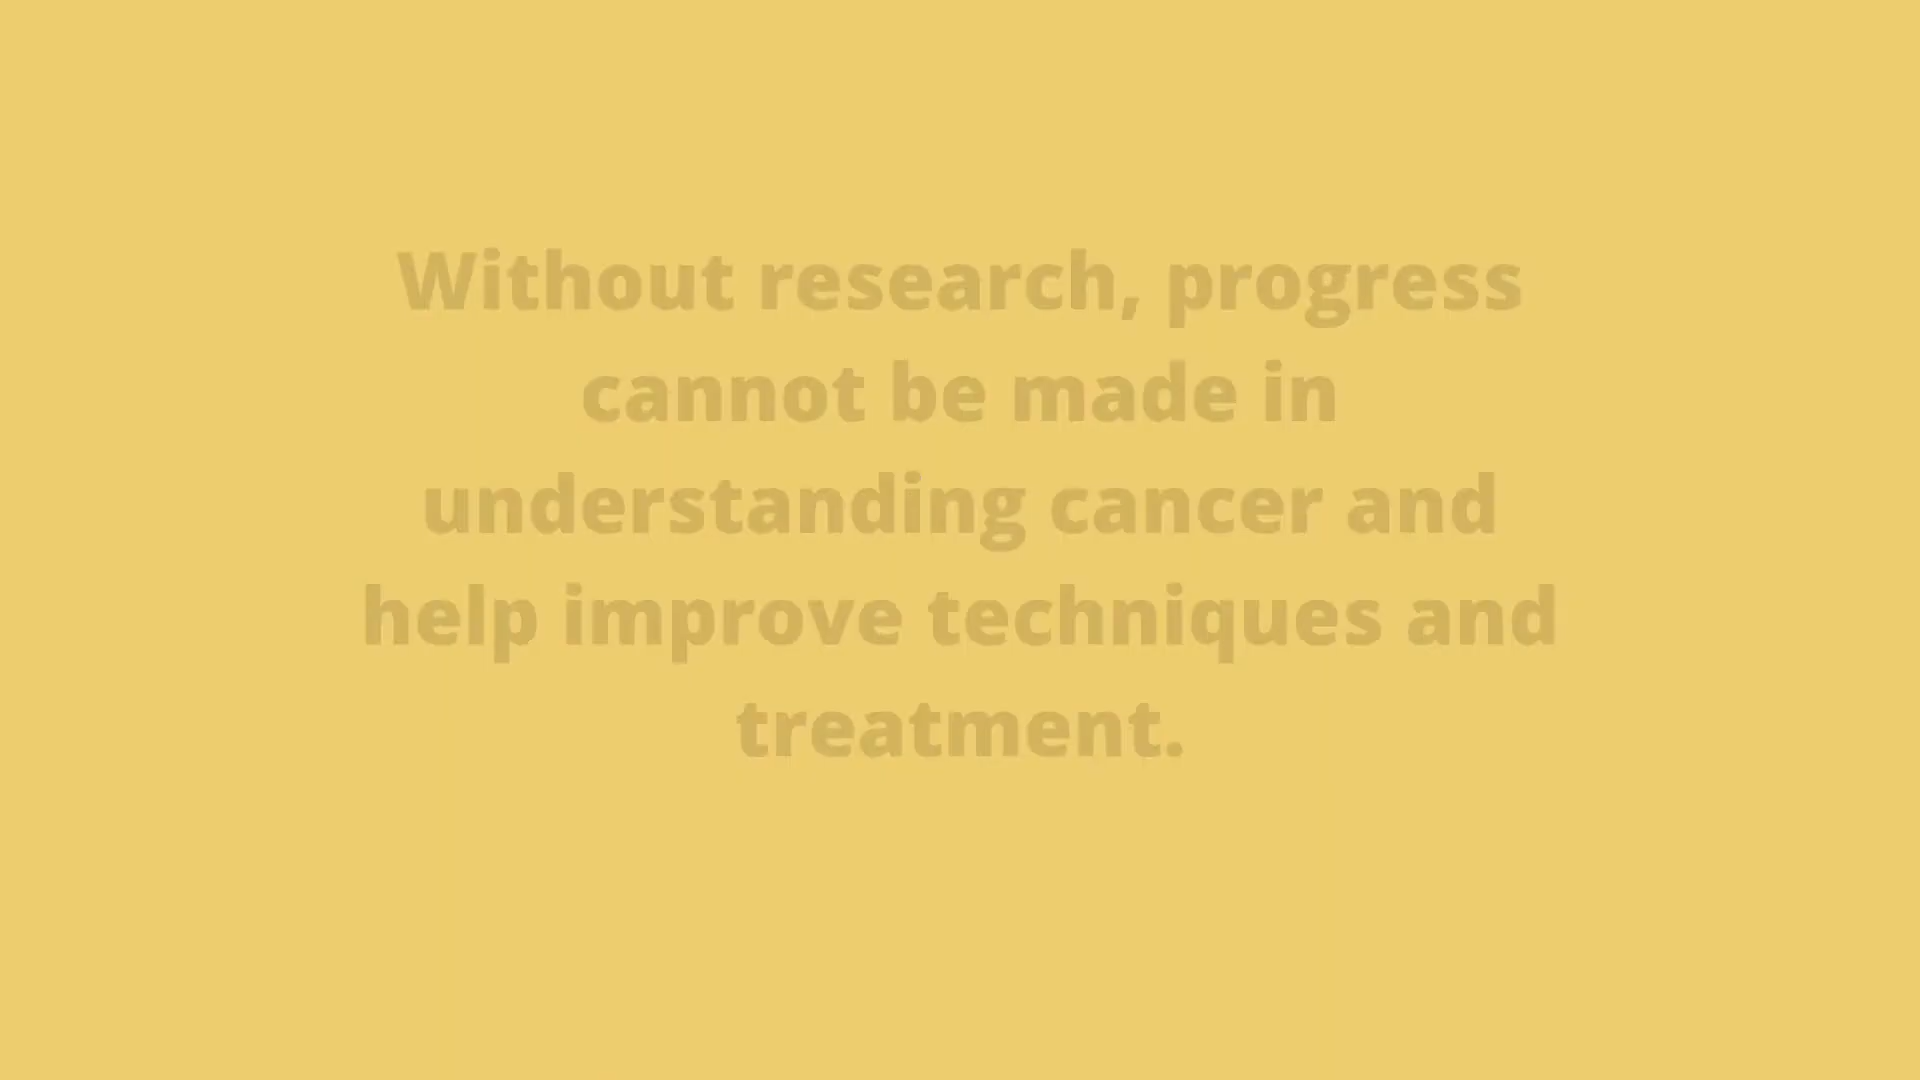 Without research, progress
cannot be made in
understanding cancer and
help improve techniques and
treatment.